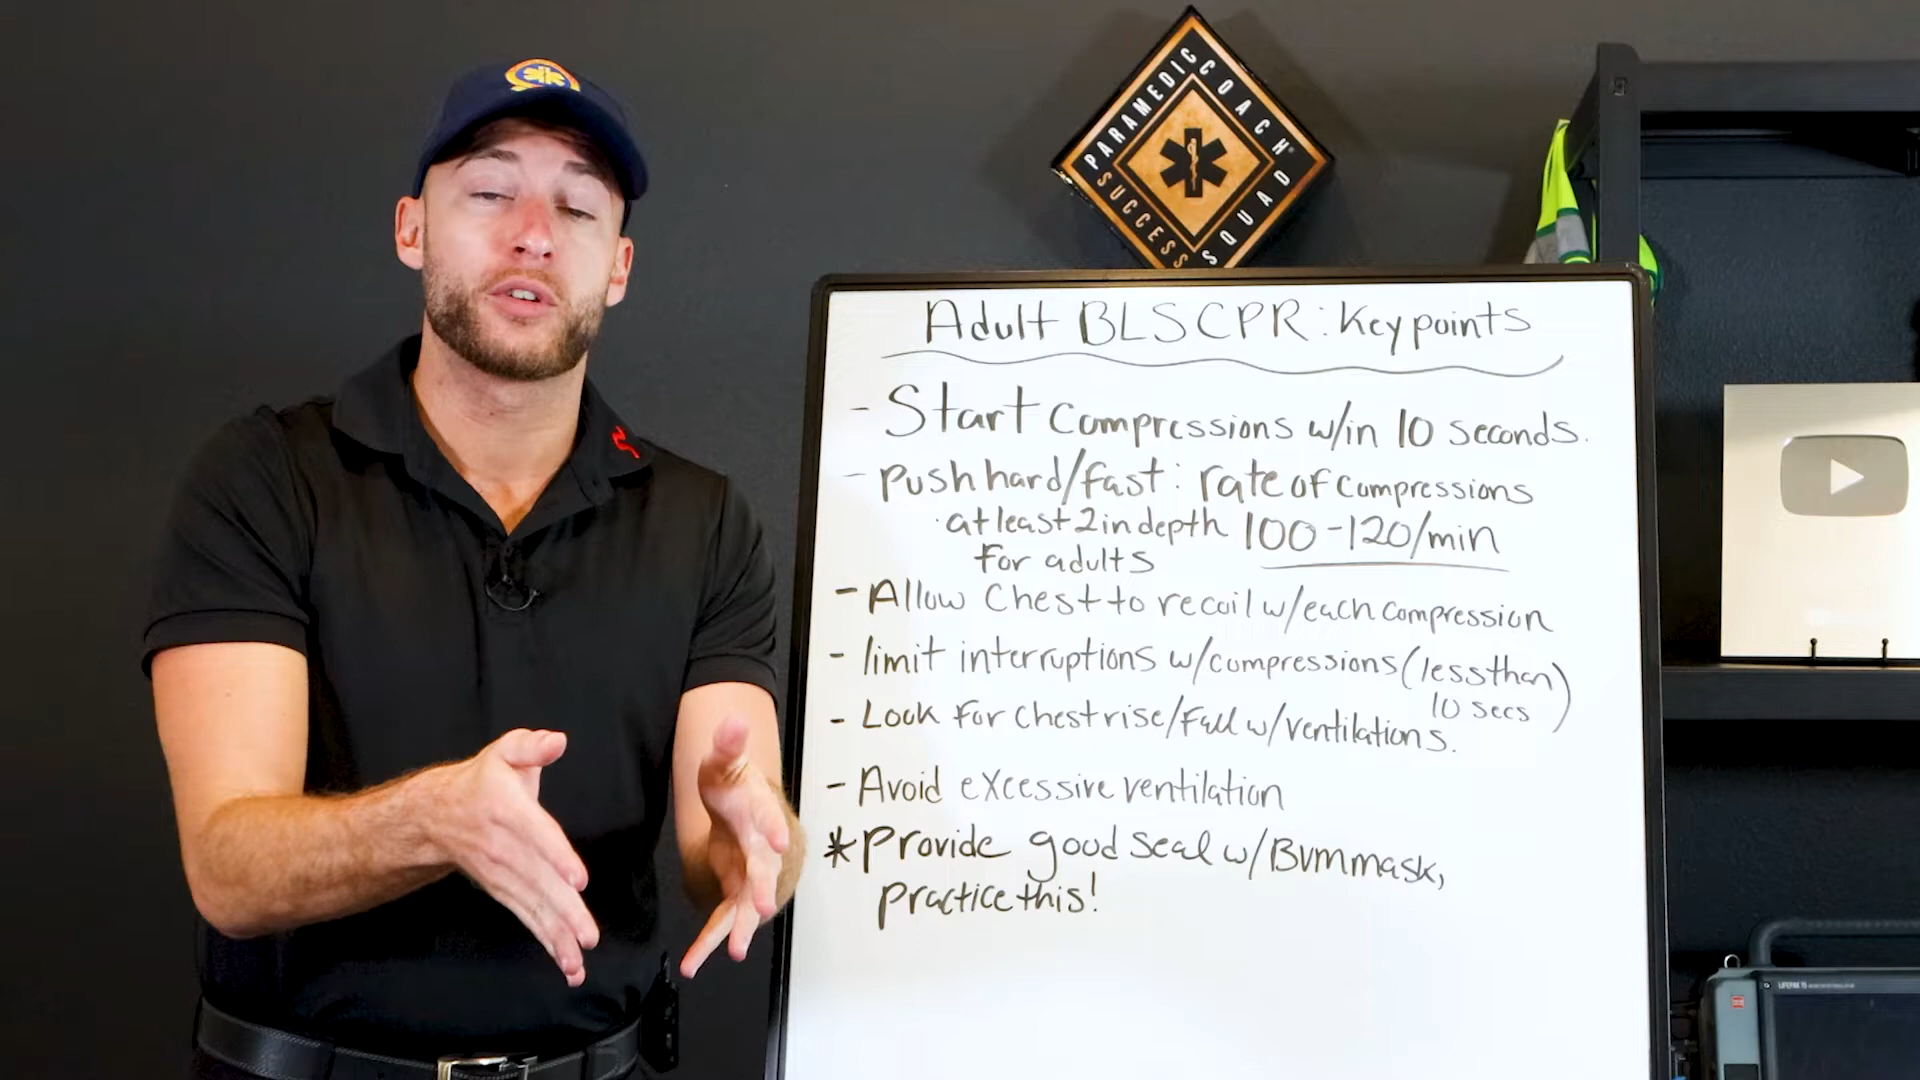 PARAMEDIC COACH®
SUCCESS SQUAD
Adult BLS CPR: Key points
- Start compressions w/in 10 seconds.
- Push hard/fast: rate of compressions
· at least 2 in depth 100-120/min
for adults
- Allow Chest to recoil w/each compression
- limit interruptions w/compressions (less than
10 secs)
- Look for chest rise/fall w/ventilations.
- Avoid excessive ventilation
* Provide good seal w/BVM mask,
practice this!
LIFEPAK 15